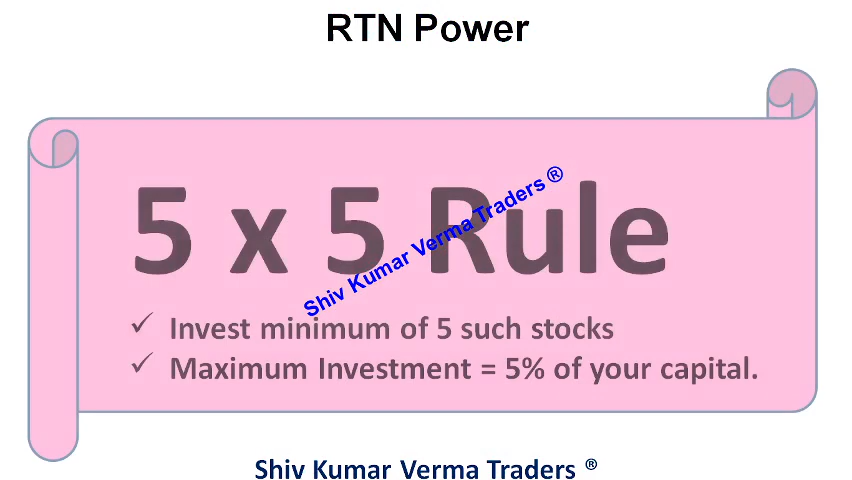 RTN Power
5 x 5 Rule
Shiv Kumar Verma Traders ®
✓ Invest minimum of 5 such stocks
✓ Maximum Investment = 5% of your capital.
Shiv Kumar Verma Traders ®